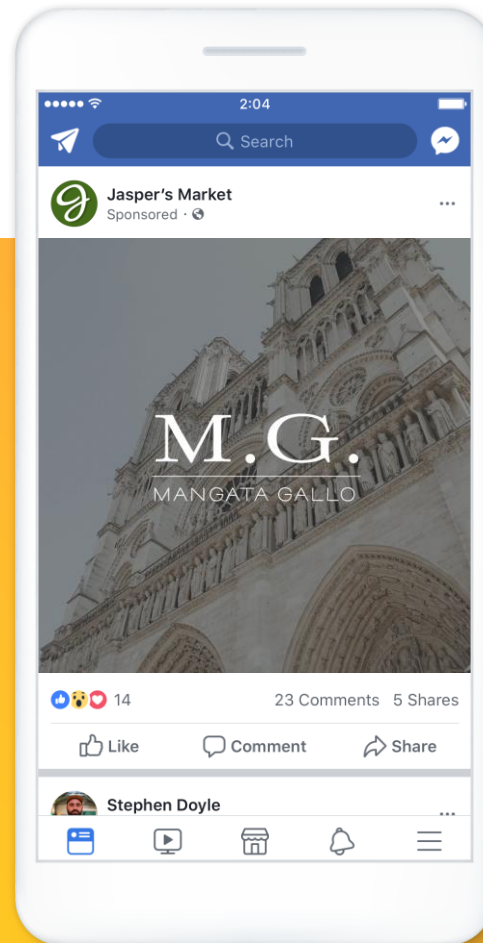 2:04
Search
Jasper's Market
Sponsored ·
M.G.
MANGATA GALLO
14 23 Comments 5 Shares
Like Comment Share
Stephen Doyle